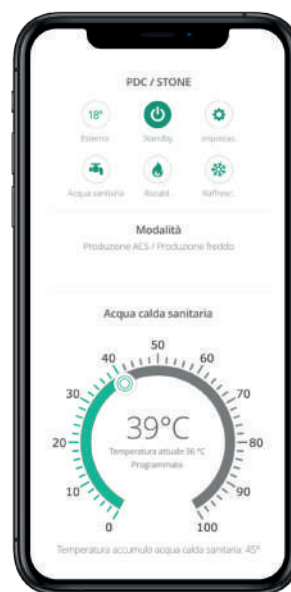 PDC / STONE
18°
Esterno Standby Impostaz.
Acqua sanitaria Riscald. Raffresc.
Modalità
Produzione ACS / Produzione freddo
Acqua calda sanitaria
50
40 60
30 70
39°C
Temperatura attuale 36 °C
20 80
Programmato
10 90
0 100
Temperatura accumulo acqua calda sanitaria: 45°